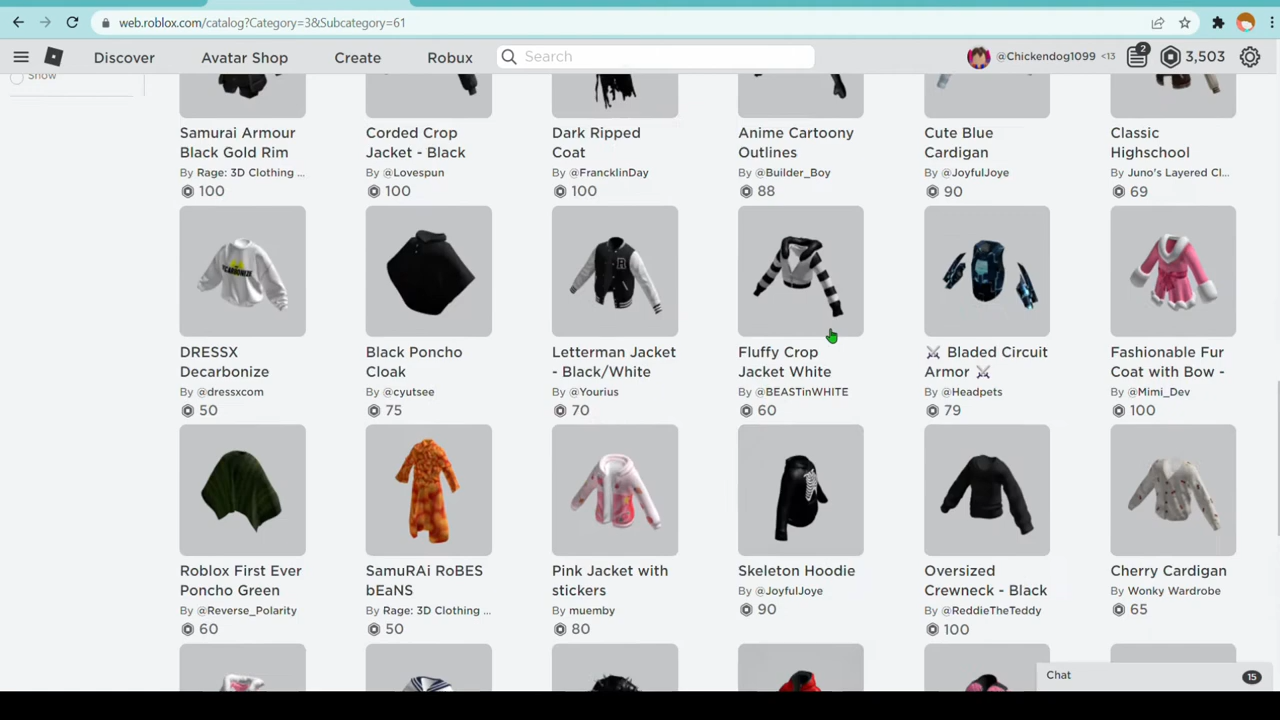 web.roblox.com/catalog?Category=3&Subcategory=61
Discover
Avatar Shop
Create
Robux
Search
@Chickendog1099 <13
2
3,503
Show
Samurai Armour
Black Gold Rim
By Rage: 3D Clothing ...
100
Corded Crop
Jacket - Black
By @Lovespun
100
Dark Ripped
Coat
By @FrancklinDay
100
Anime Cartoony
Outlines
By @Builder_Boy
88
Cute Blue
Cardigan
By @JoyfulJoye
90
Classic
Highschool
By Juno's Layered Cl...
69
DRESSX
Decarbonize
By @dressxcom
50
Black Poncho
Cloak
By @cyutsee
75
R
Letterman Jacket
- Black/White
By @Yourius
70
Fluffy Crop
Jacket White
By @BEASTinWHITE
60
⚔ Bladed Circuit
Armor ⚔
By @Headpets
79
Fashionable Fur
Coat with Bow -
By @Mimi_Dev
100
Roblox First Ever
Poncho Green
By @Reverse_Polarity
60
SamuRAi RoBES
bEaNS
By Rage: 3D Clothing ...
50
Pink Jacket with
stickers
By muemby
80
Skeleton Hoodie
By @JoyfulJoye
90
Oversized
Crewneck - Black
By @ReddieTheTeddy
100
Cherry Cardigan
By Wonky Wardrobe
65
Chat
15